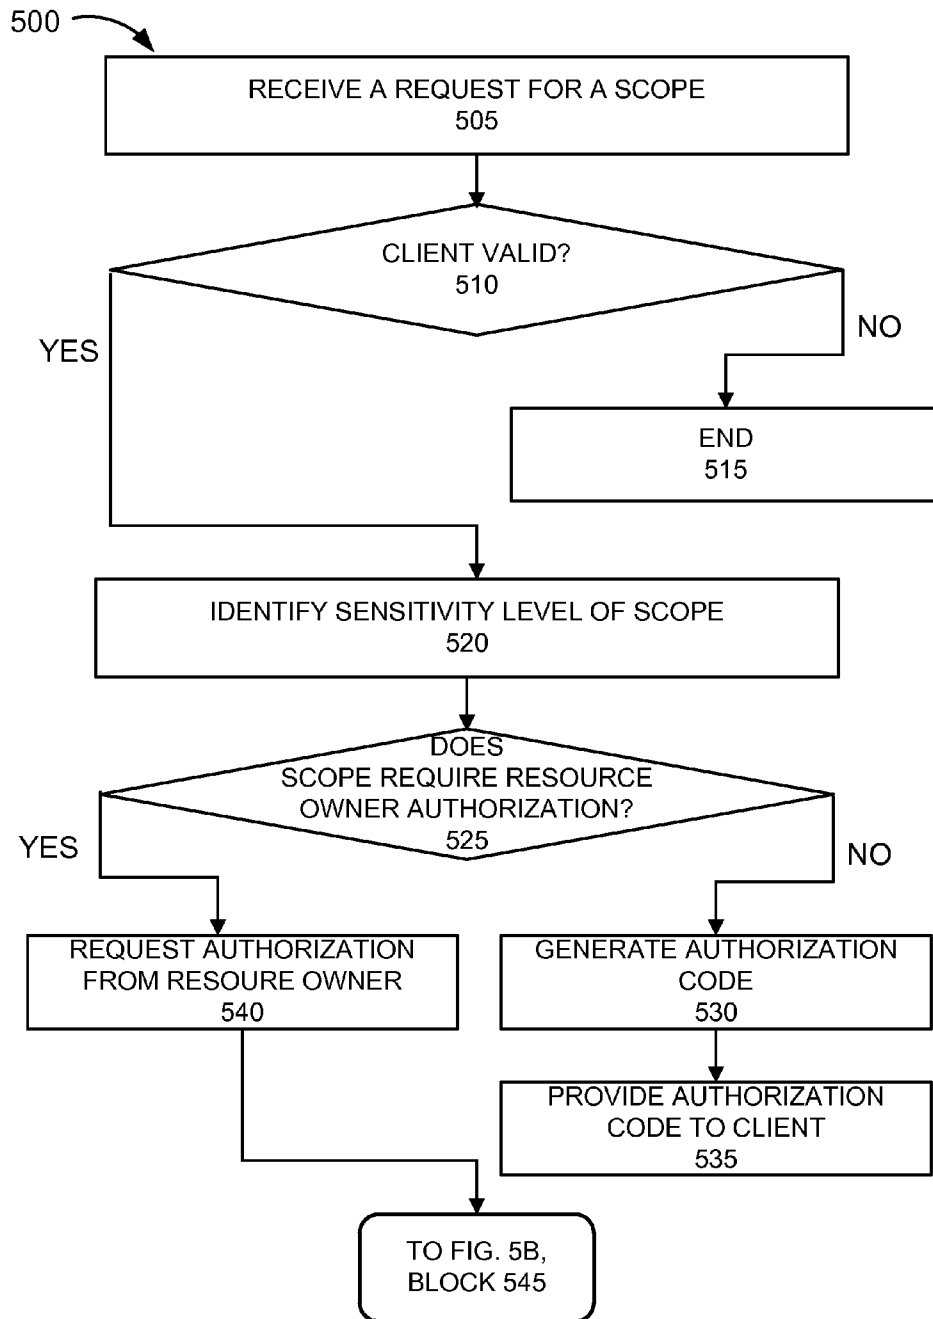 500
RECEIVE A REQUEST FOR A SCOPE
505
CLIENT VALID?
510
YES
NO
END
515
IDENTIFY SENSITIVITY LEVEL OF SCOPE
520
DOES
SCOPE REQUIRE RESOURCE
OWNER AUTHORIZATION?
525
YES
NO
REQUEST AUTHORIZATION
FROM RESOURE OWNER
540
GENERATE AUTHORIZATION
CODE
530
PROVIDE AUTHORIZATION
CODE TO CLIENT
535
TO FIG. 5B,
BLOCK 545